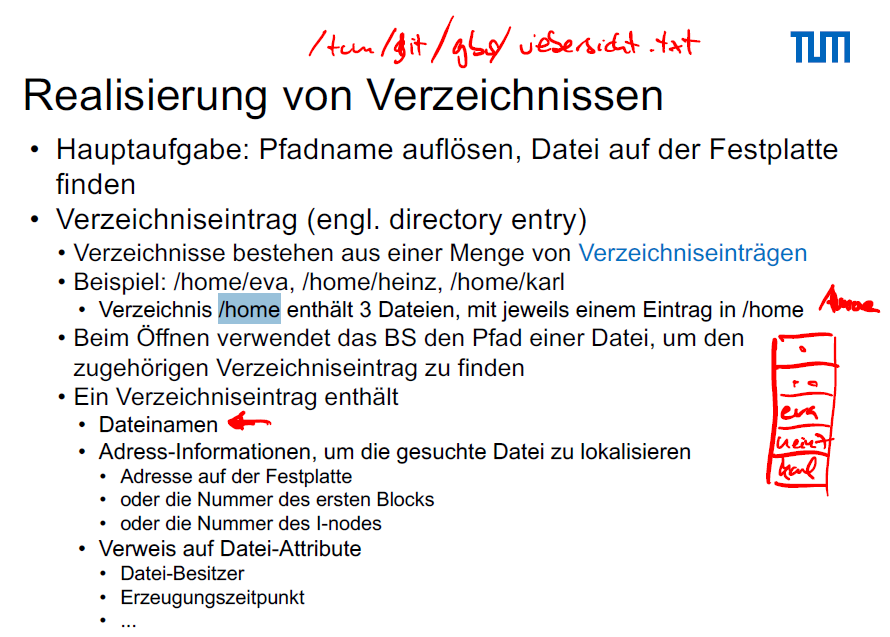 /tum/git/gbs/uebersicht.txt
TUM
Realisierung von Verzeichnissen
• Hauptaufgabe: Pfadname auflösen, Datei auf der Festplatte
finden
• Verzeichniseintrag (engl. directory entry)
• Verzeichnisse bestehen aus einer Menge von Verzeichniseinträgen
• Beispiel: /home/eva, /home/heinz, /home/karl
• Verzeichnis /home enthält 3 Dateien, mit jeweils einem Eintrag in /home
home
• Beim Öffnen verwendet das BS den Pfad einer Datei, um den
zugehörigen Verzeichniseintrag zu finden
• Ein Verzeichniseintrag enthält
• Dateinamen
• Adress-Informationen, um die gesuchte Datei zu lokalisieren
• Adresse auf der Festplatte
• oder die Nummer des ersten Blocks
• oder die Nummer des I-nodes
• Verweis auf Datei-Attribute
• Datei-Besitzer
• Erzeugungszeitpunkt
• ...
.
..
eva
heinz
karl